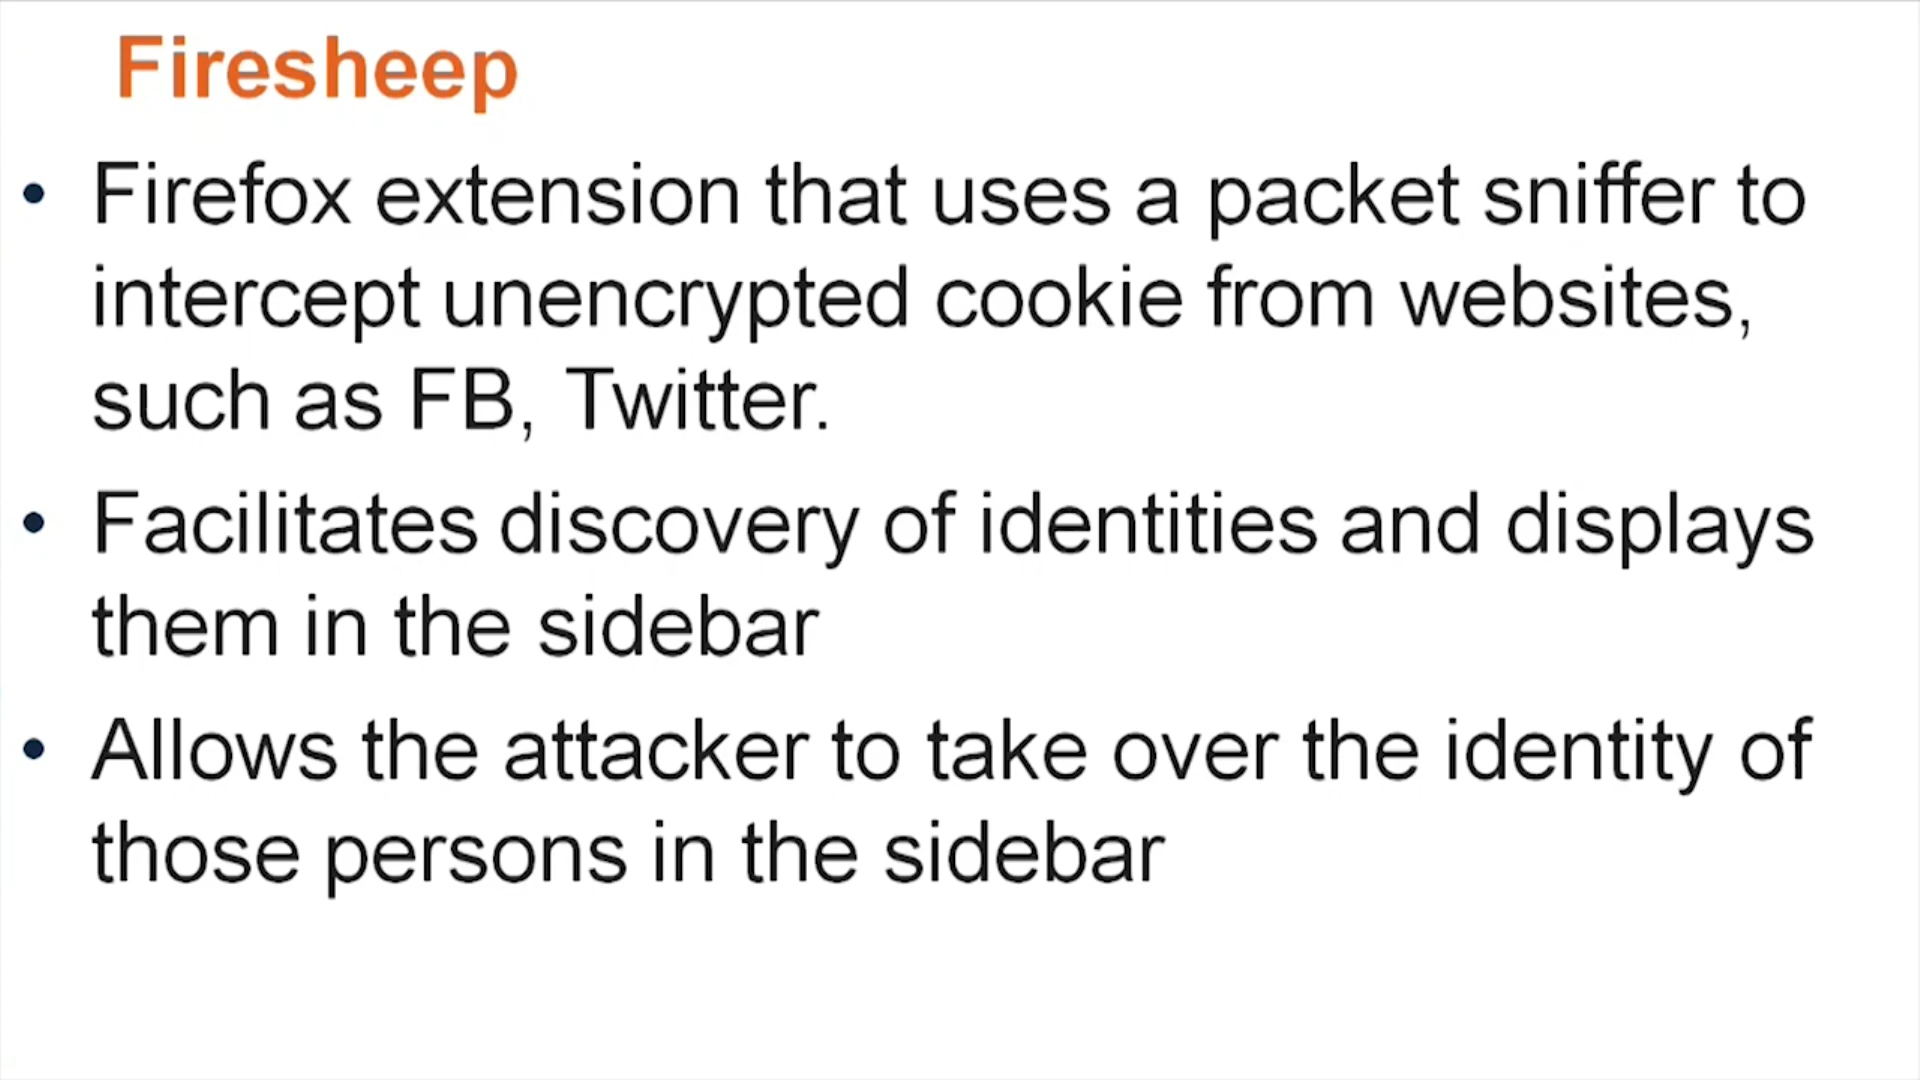 Firesheep
• Firefox extension that uses a packet sniffer to
intercept unencrypted cookie from websites,
such as FB, Twitter.
• Facilitates discovery of identities and displays
them in the sidebar
• Allows the attacker to take over the identity of
those persons in the sidebar